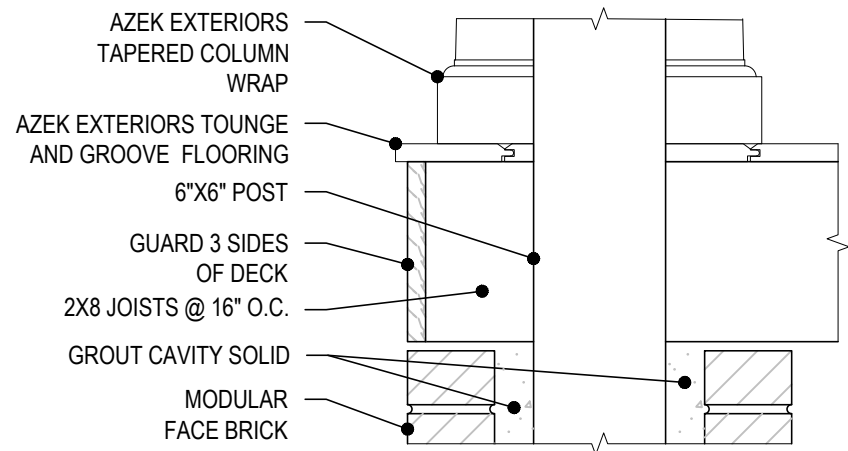 AZEK EXTERIORS
TAPERED COLUMN
WRAP
AZEK EXTERIORS TOUNGE
AND GROOVE FLOORING
6"X6" POST
GUARD 3 SIDES
OF DECK
2X8 JOISTS @ 16" O.C.
GROUT CAVITY SOLID
MODULAR
FACE BRICK